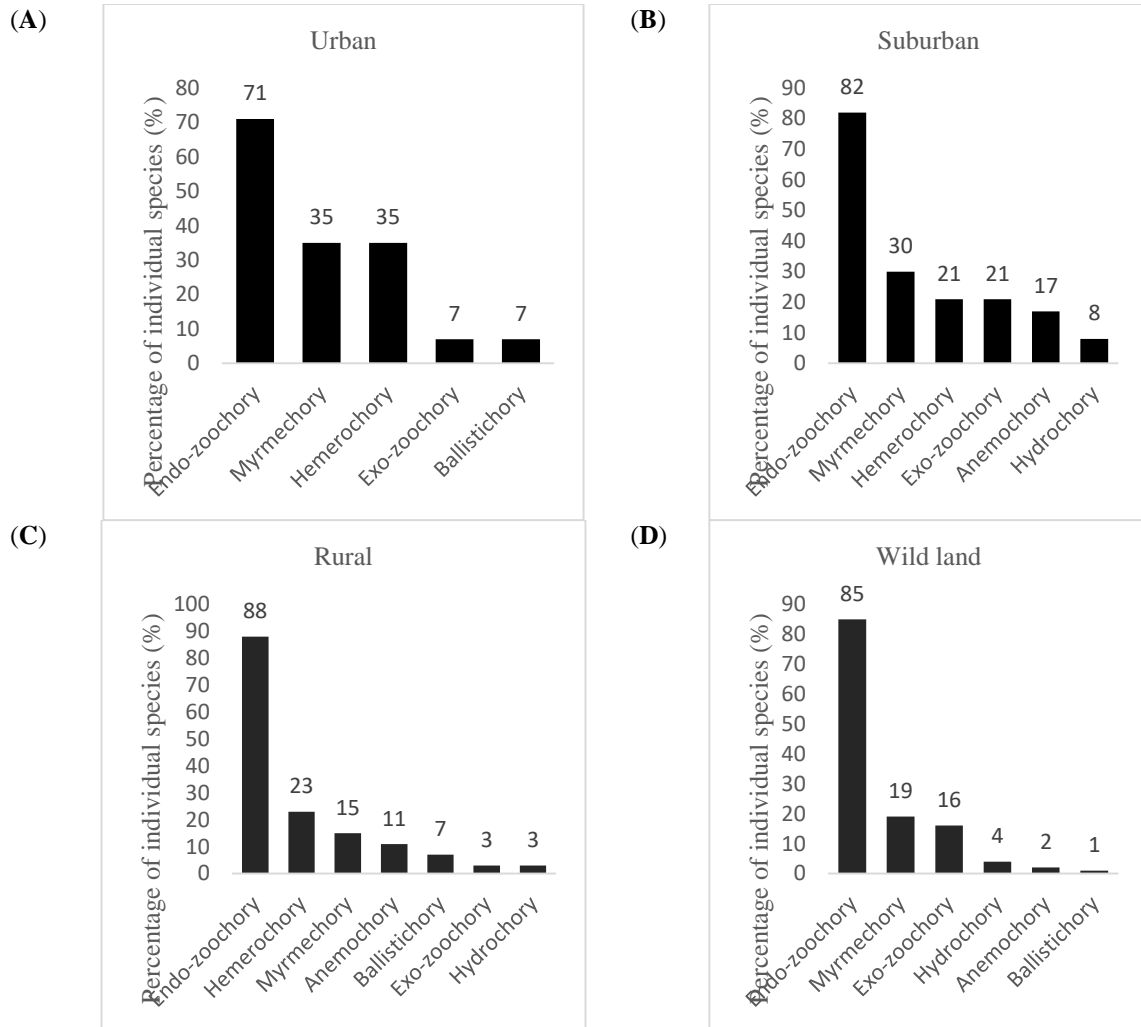 (A)
Urban
Percentage of individual species (%)
80
70
60
50
40
30
20
10
0
71
35
35
7
7
Endo-zoochory
Myrmechory
Hemerochory
Exo-zoochory
Ballistichory
(B)
Suburban
Percentage of individual species (%)
90
80
70
60
50
40
30
20
10
0
82
30
21
21
17
8
Endo-zoochory
Myrmechory
Hemerochory
Exo-zoochory
Anemochory
Hydrochory
(C)
Rural
Percentage of individual species (%)
100
90
80
70
60
50
40
30
20
10
0
88
23
15
11
7
3
3
Endo-zoochory
Hemerochory
Myrmechory
Anemochory
Ballistichory
Exo-zoochory
Hydrochory
(D)
Wild land
Percentage of individual species (%)
90
80
70
60
50
40
30
20
10
0
85
19
16
4
2
1
Endo-zoochory
Myrmechory
Exo-zoochory
Hydrochory
Anemochory
Ballistichory